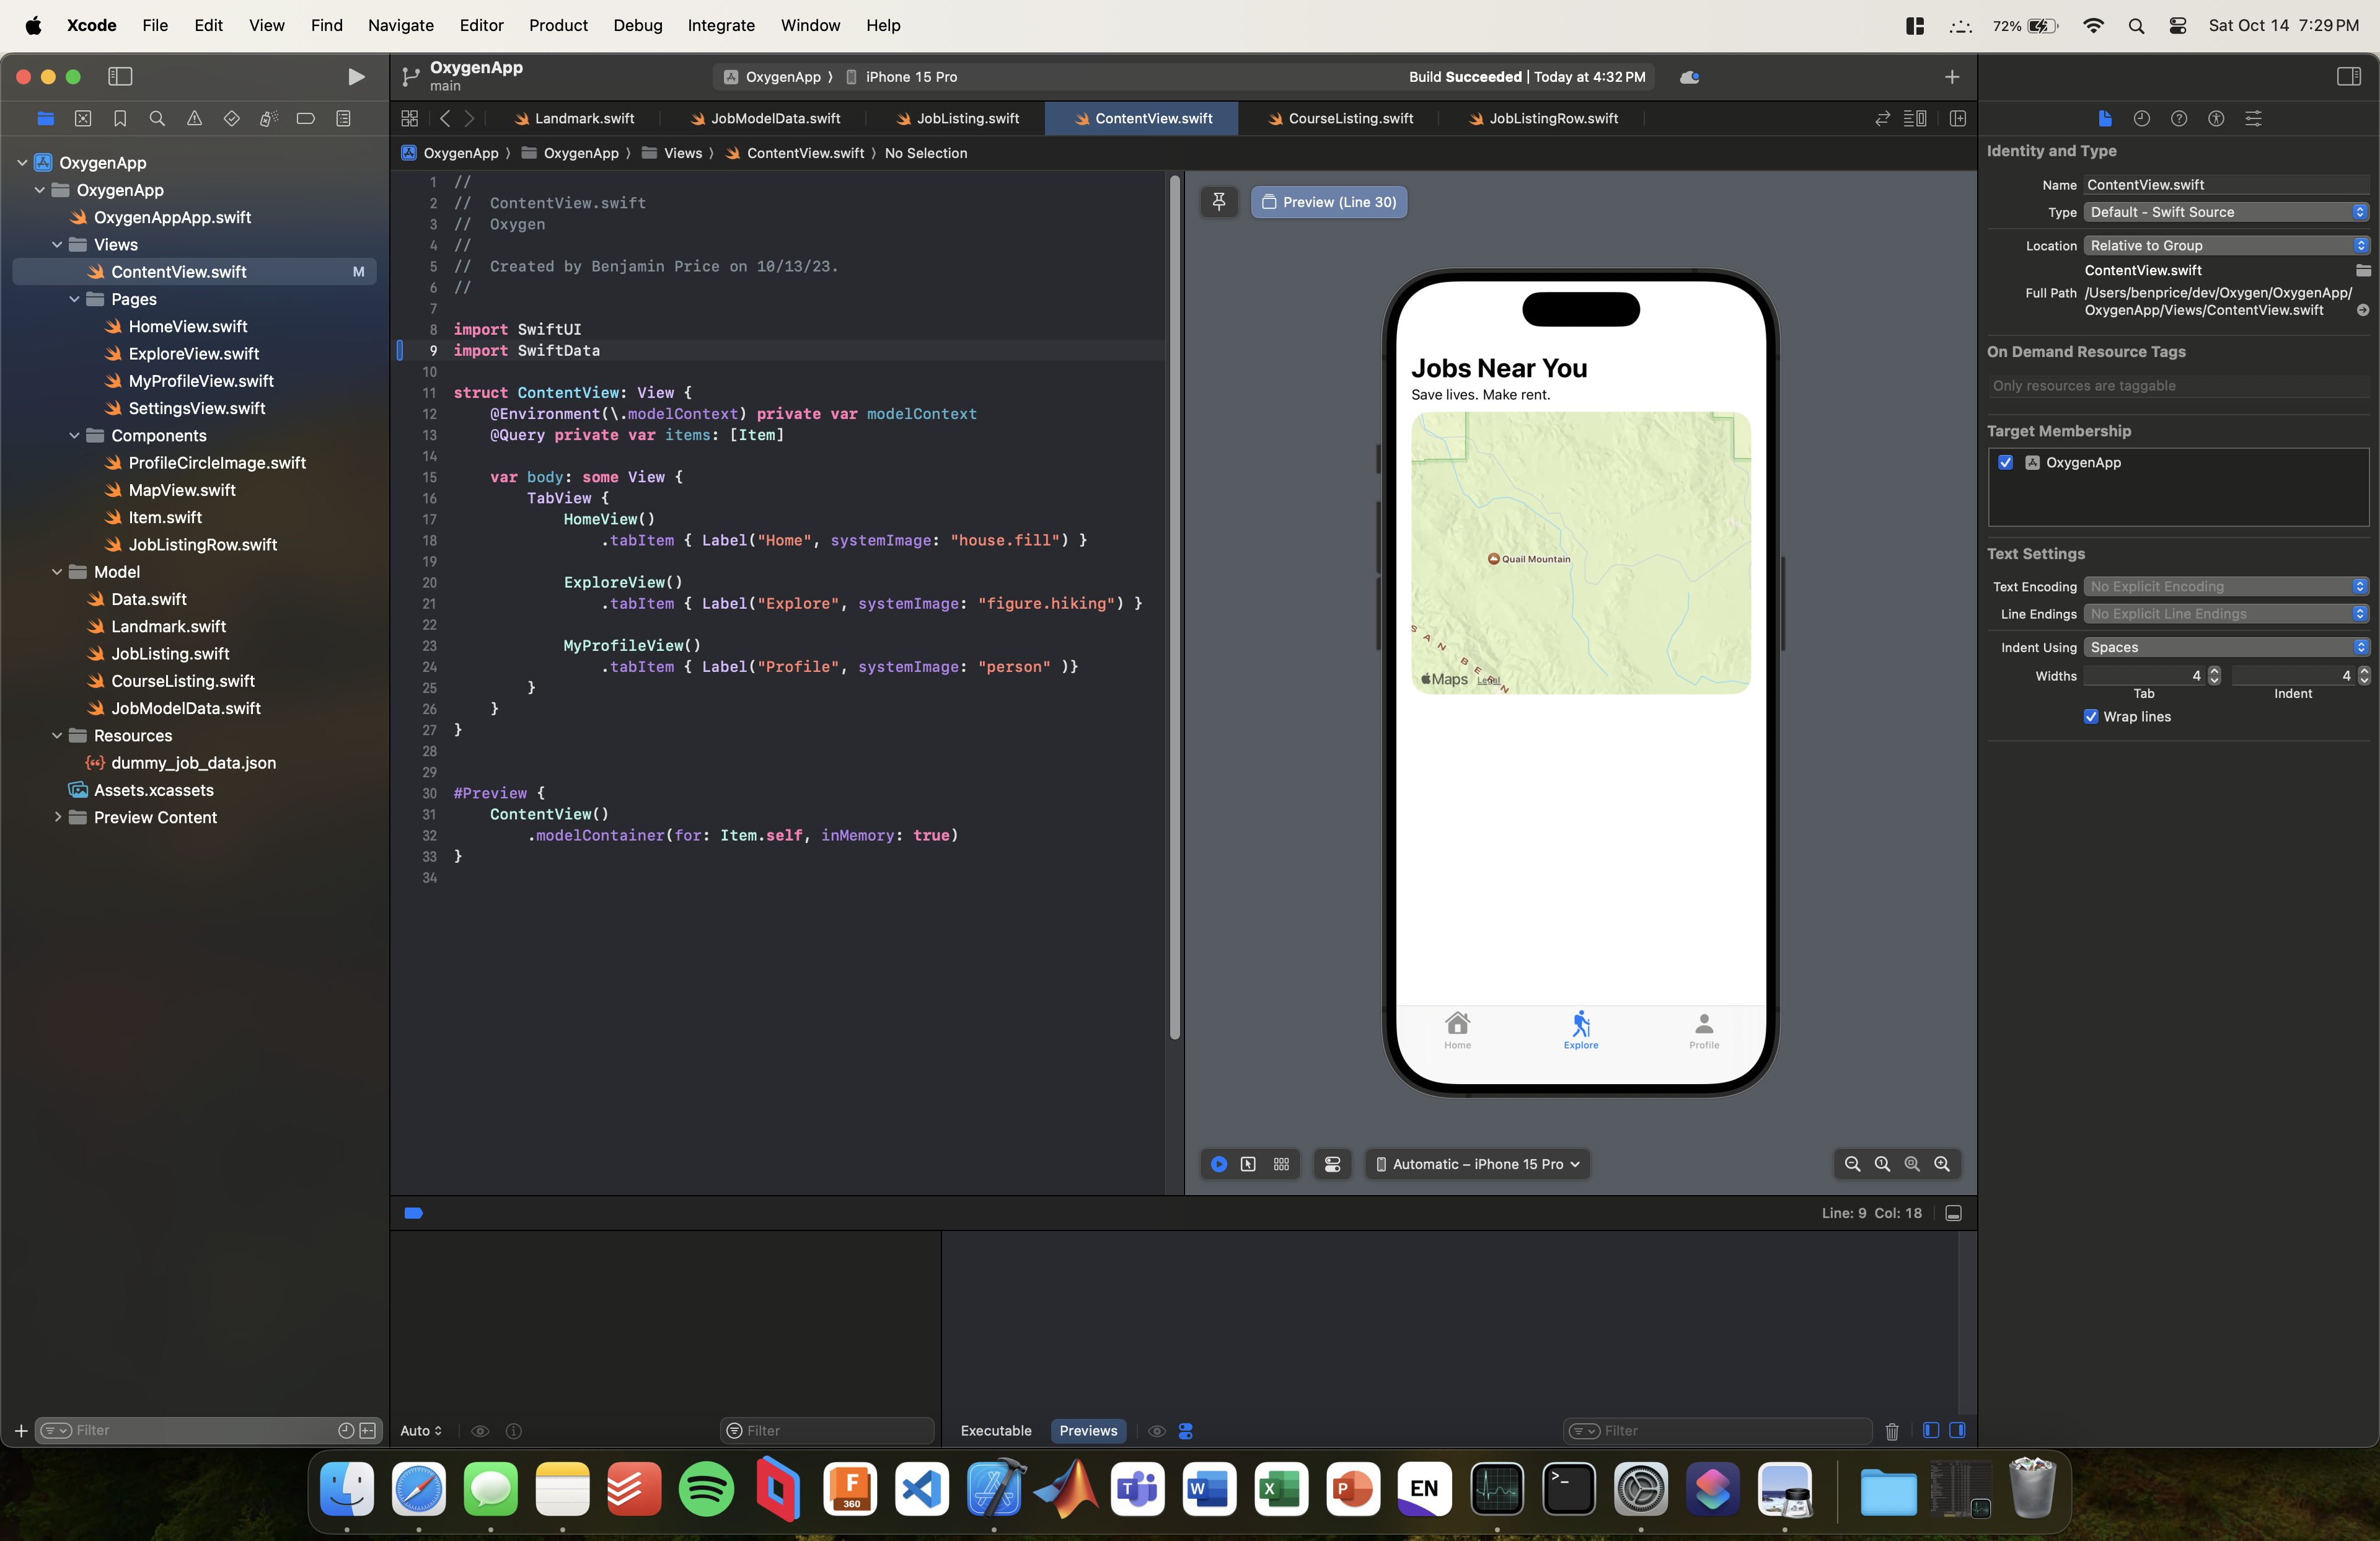 Xcode File Edit View Find Navigate Editor Product Debug Integrate Window Help
72% Sat Oct 14 7:29 PM
OxygenApp
main
OxygenApp 〉 iPhone 15 Pro
Build Succeeded | Today at 4:32 PM
Landmark.swift JobModelData.swift JobListing.swift ContentView.swift CourseListing.swift JobListingRow.swift
OxygenApp 〉 OxygenApp 〉 Views 〉 ContentView.swift 〉 No Selection
OxygenApp
OxygenApp
OxygenAppApp.swift
Views
ContentView.swift M
Pages
HomeView.swift
ExploreView.swift
MyProfileView.swift
SettingsView.swift
Components
ProfileCircleImage.swift
MapView.swift
Item.swift
JobListingRow.swift
Model
Data.swift
Landmark.swift
JobListing.swift
CourseListing.swift
JobModelData.swift
Resources
dummy_job_data.json
Assets.xcassets
Preview Content
Filter
1 //
2 //  ContentView.swift
3 //  Oxygen
4 //
5 //  Created by Benjamin Price on 10/13/23.
6 //
7
8 import SwiftUI
9 import SwiftData
10
11 struct ContentView: View {
12     @Environment(\.modelContext) private var modelContext
13     @Query private var items: [Item]
14
15     var body: some View {
16         TabView {
17             HomeView()
18                 .tabItem { Label("Home", systemImage: "house.fill") }
19
20             ExploreView()
21                 .tabItem { Label("Explore", systemImage: "figure.hiking") }
22
23             MyProfileView()
24                 .tabItem { Label("Profile", systemImage: "person" )}
25         }
26     }
27 }
28
29
30 #Preview {
31     ContentView()
32         .modelContainer(for: Item.self, inMemory: true)
33 }
34
Preview (Line 30)
Jobs Near You
Save lives. Make rent.
Quail Mountain
SAN BERN
Maps Legal
Home Explore Profile
Automatic – iPhone 15 Pro
Line: 9 Col: 18
Auto
Filter
Executable Previews
Filter
Identity and Type
Name ContentView.swift
Type Default - Swift Source
Location Relative to Group
ContentView.swift
Full Path /Users/benprice/dev/Oxygen/OxygenApp/
OxygenApp/Views/ContentView.swift
On Demand Resource Tags
Only resources are taggable
Target Membership
OxygenApp
Text Settings
Text Encoding No Explicit Encoding
Line Endings No Explicit Line Endings
Indent Using Spaces
Widths 4 4
Tab Indent
Wrap lines
F
360
T
W
X
P
EN
>_